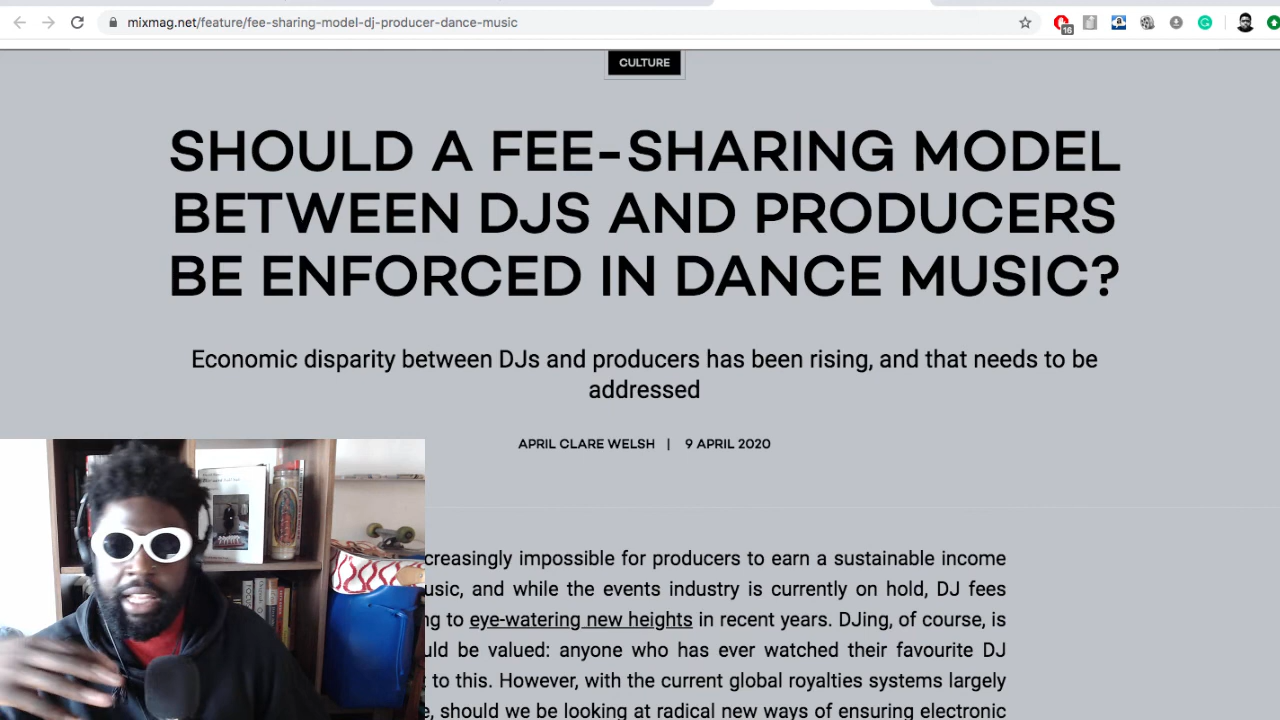 mixmag.net/feature/fee-sharing-model-dj-producer-dance-music
16
CULTURE
SHOULD A FEE-SHARING MODEL
BETWEEN DJS AND PRODUCERS
BE ENFORCED IN DANCE MUSIC?
Economic disparity between DJs and producers has been rising, and that needs to be
addressed
APRIL CLARE WELSH | 9 APRIL 2020
creasingly impossible for producers to earn a sustainable income
usic, and while the events industry is currently on hold, DJ fees
ng to eye-watering new heights in recent years. DJing, of course, is
uld be valued: anyone who has ever watched their favourite DJ
t to this. However, with the current global royalties systems largely
e, should we be looking at radical new ways of ensuring electronic